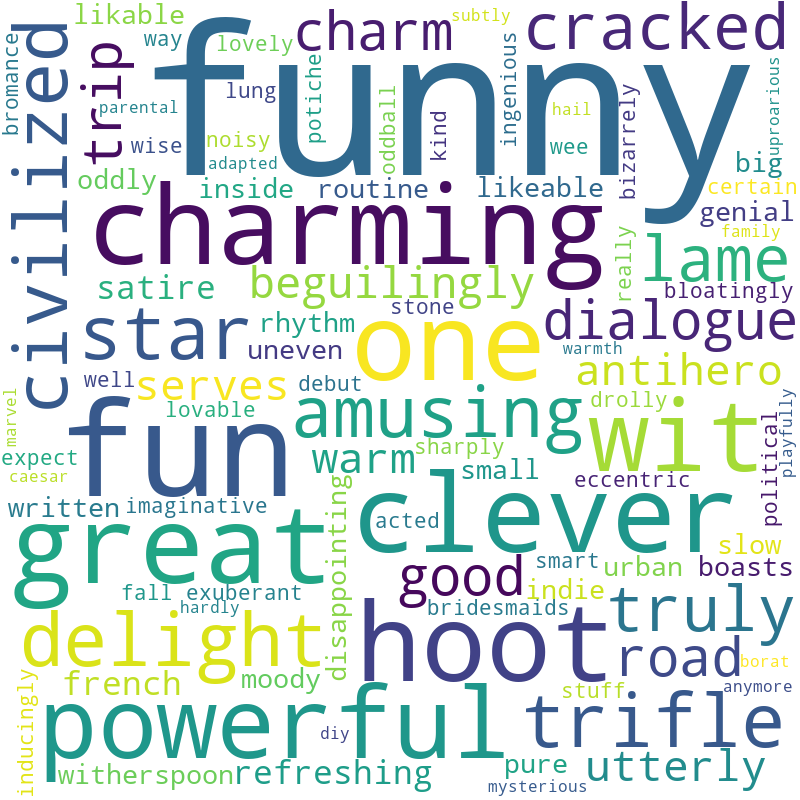 funny
likable
charm
cracked
subtly
bromance
way
lovely
trip
civilized
parental
lung
potiche
oddball
kind
ingenious
hail
uproarious
wise
noisy
adapted
wee
bizarrely
big
oddly
inside
routine
likeable
certain
genial
charming
family
really
lame
beguilingly
satire
bloatingly
stone
star
rhythm
one
dialogue
uneven
warmth
well
serves
debut
antihero
marvel
fun
lovable
amusing
drolly
wit
playfully
expect
caesar
warm
sharply
small
eccentric
political
written
imaginative
disappointing
acted
clever
great
slow
good
smart
urban
boasts
fall
exuberant
hardly
bridesmaids
indie
truly
delight
hoot
road
borat
french
moody
stuff
anymore
inducingly
powerful
trifle
diy
witherspoon
refreshing
pure
utterly
mysterious